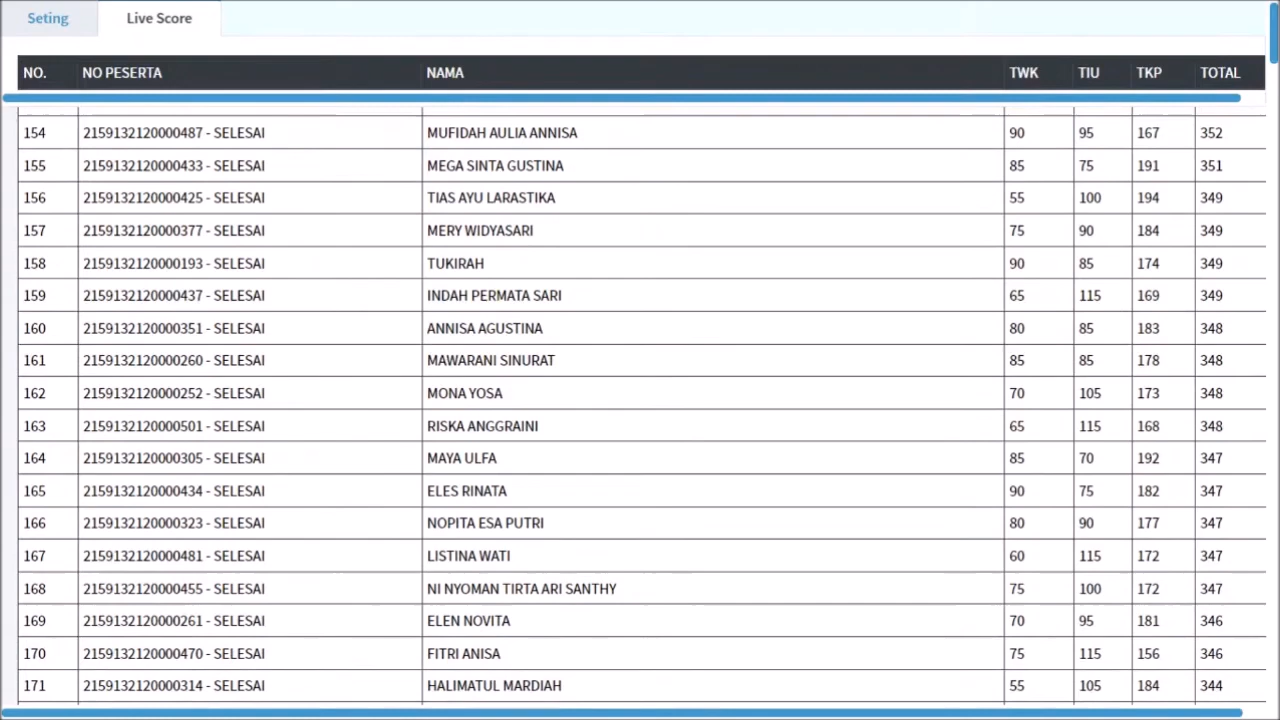 Seting Live Score
NO. NO PESERTA NAMA TWK TIU TKP TOTAL
154 2159132120000487 - SELESAI MUFIDAH AULIA ANNISA 90 95 167 352
155 2159132120000433 - SELESAI MEGA SINTA GUSTINA 85 75 191 351
156 2159132120000425 - SELESAI TIAS AYU LARASTIKA 55 100 194 349
157 2159132120000377 - SELESAI MERY WIDYASARI 75 90 184 349
158 2159132120000193 - SELESAI TUKIRAH 90 85 174 349
159 2159132120000437 - SELESAI INDAH PERMATA SARI 65 115 169 349
160 2159132120000351 - SELESAI ANNISA AGUSTINA 80 85 183 348
161 2159132120000260 - SELESAI MAWARANI SINURAT 85 85 178 348
162 2159132120000252 - SELESAI MONA YOSA 70 105 173 348
163 2159132120000501 - SELESAI RISKA ANGGRAINI 65 115 168 348
164 2159132120000305 - SELESAI MAYA ULFA 85 70 192 347
165 2159132120000434 - SELESAI ELES RINATA 90 75 182 347
166 2159132120000323 - SELESAI NOPITA ESA PUTRI 80 90 177 347
167 2159132120000481 - SELESAI LISTINA WATI 60 115 172 347
168 2159132120000455 - SELESAI NI NYOMAN TIRTA ARI SANTHY 75 100 172 347
169 2159132120000261 - SELESAI ELEN NOVITA 70 95 181 346
170 2159132120000470 - SELESAI FITRI ANISA 75 115 156 346
171 2159132120000314 - SELESAI HALIMATUL MARDIAH 55 105 184 344